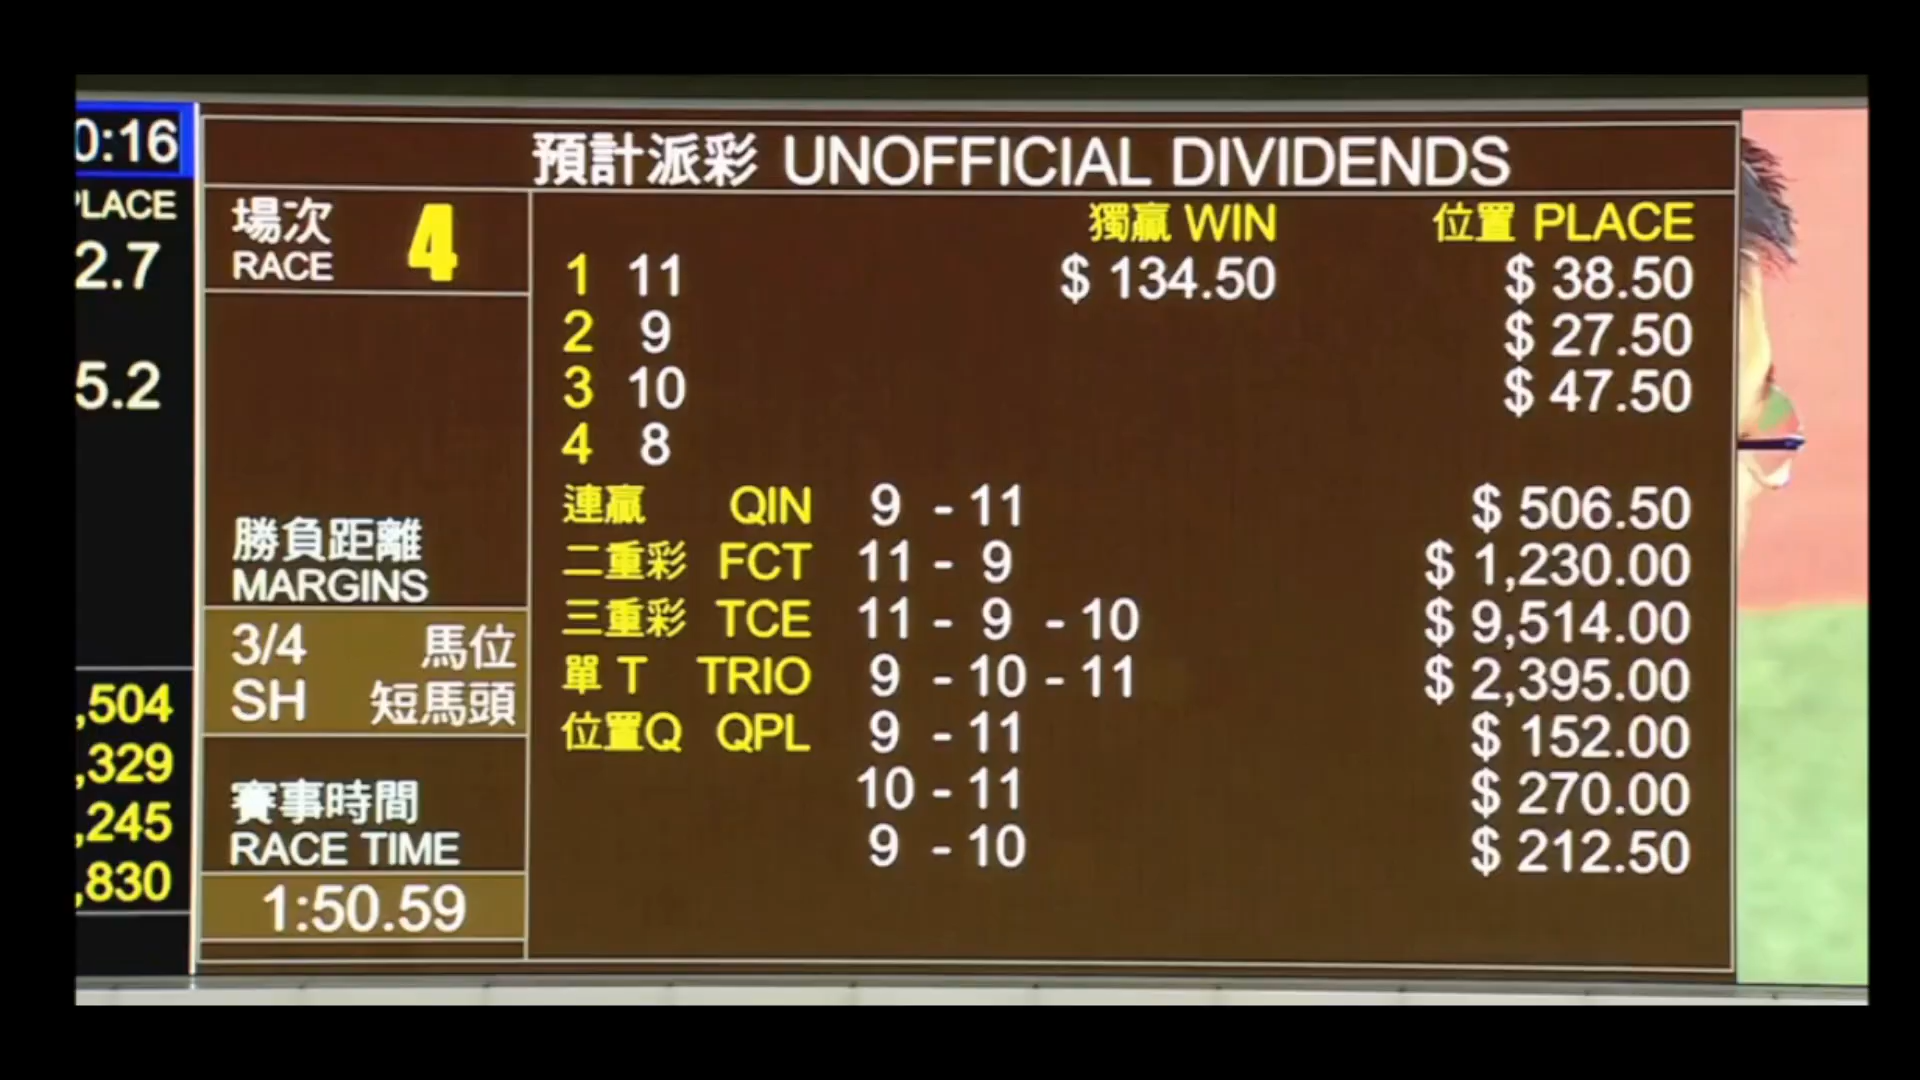 0:16
PLACE
2.7
5.2
,504
,329
,245
,830
預計派彩 UNOFFICIAL DIVIDENDS
場次 4
RACE
勝負距離
MARGINS
3/4 馬位
SH 短馬頭
賽事時間
RACE TIME
1:50.59
獨贏 WIN 位置 PLACE
1 11 $ 134.50 $ 38.50
2 9 $ 27.50
3 10 $ 47.50
4 8
連贏 QIN 9 - 11 $ 506.50
二重彩 FCT 11 - 9 $ 1,230.00
三重彩 TCE 11 - 9 - 10 $ 9,514.00
單T TRIO 9 - 10 - 11 $ 2,395.00
位置Q QPL 9 - 11 $ 152.00
10 - 11 $ 270.00
9 - 10 $ 212.50